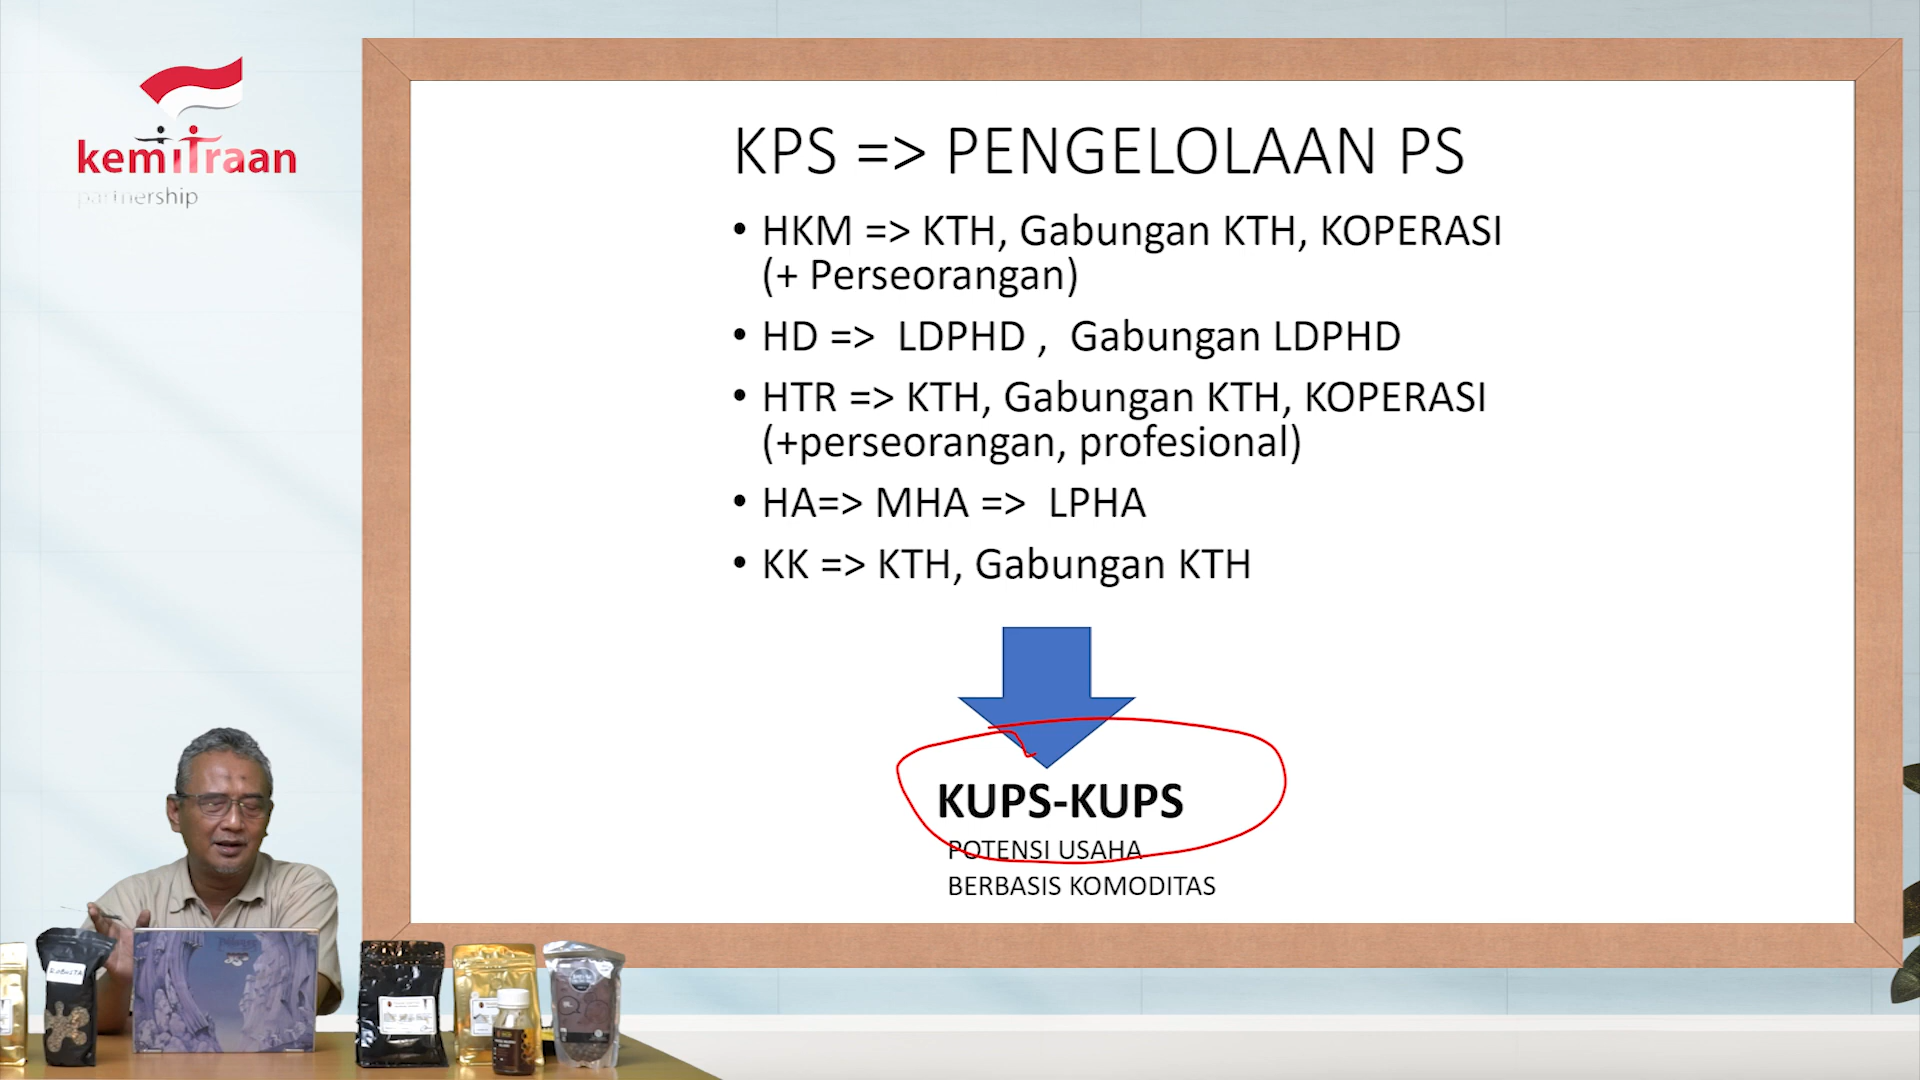 kemitraan
partnership
KPS => PENGELOLAAN PS
• HKM => KTH, Gabungan KTH, KOPERASI
(+ Perseorangan)
• HD => LDPHD , Gabungan LDPHD
• HTR => KTH, Gabungan KTH, KOPERASI
(+perseorangan, profesional)
• HA=> MHA => LPHA
• KK => KTH, Gabungan KTH
KUPS-KUPS
POTENSI USAHA
BERBASIS KOMODITAS